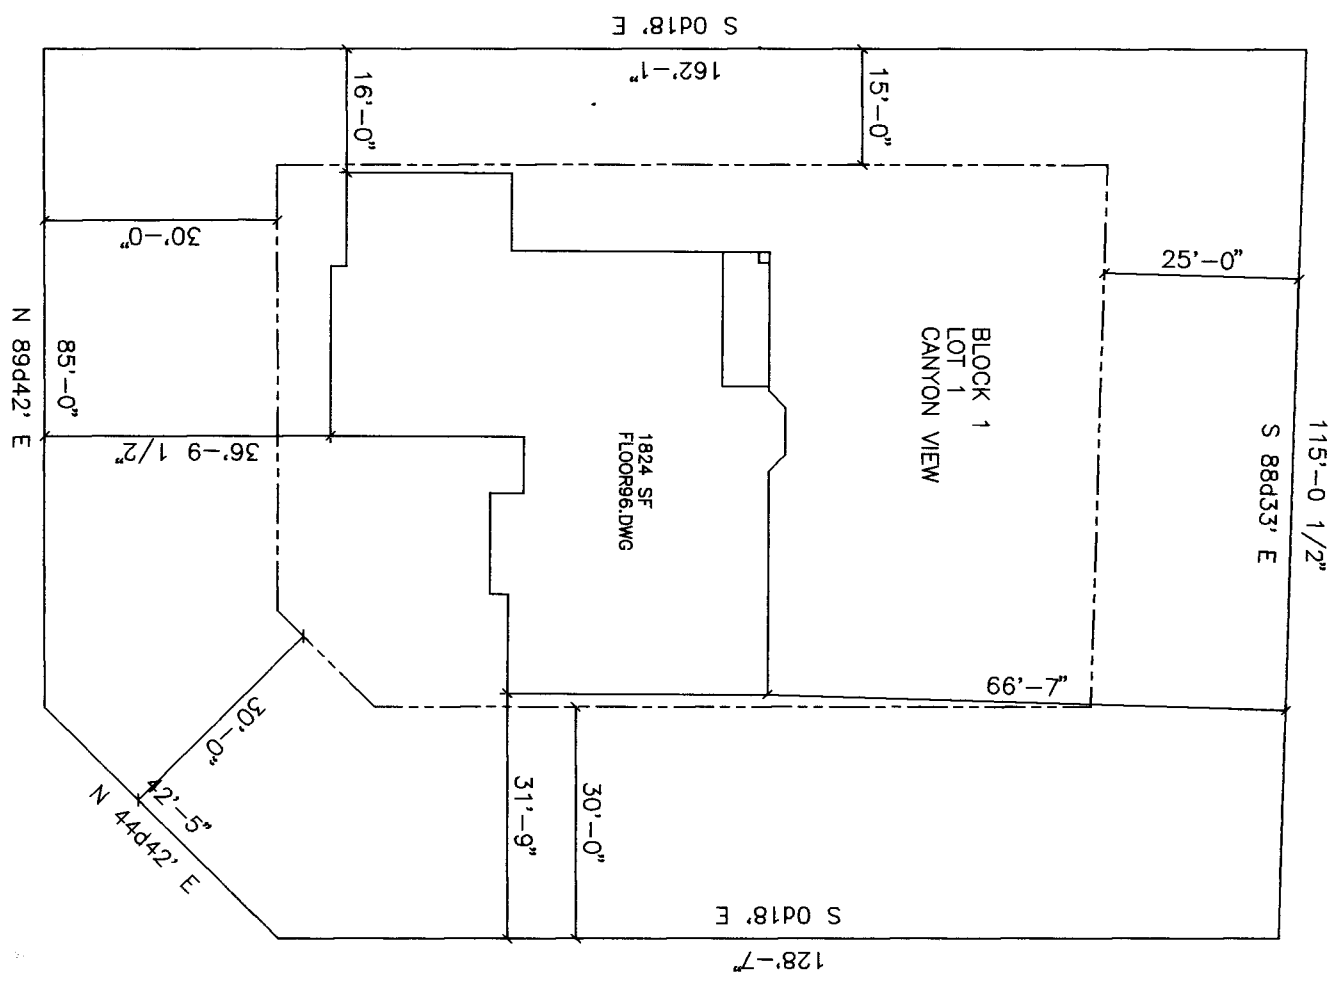 S 0d18' E
162'-1"
16'-0"
15'-0"
30'-0"
25'-0"
N 89d42' E
85'-0"
BLOCK 1
LOT 1
CANYON VIEW
115'-0 1/2"
S 88d33' E
36'-9 1/2"
1824 SF
FLOOR96.DWG
66'-7"
30'-0"
42'-5"
N 44d42' E
31'-9"
30'-0"
S 0d18' E
128'-7"